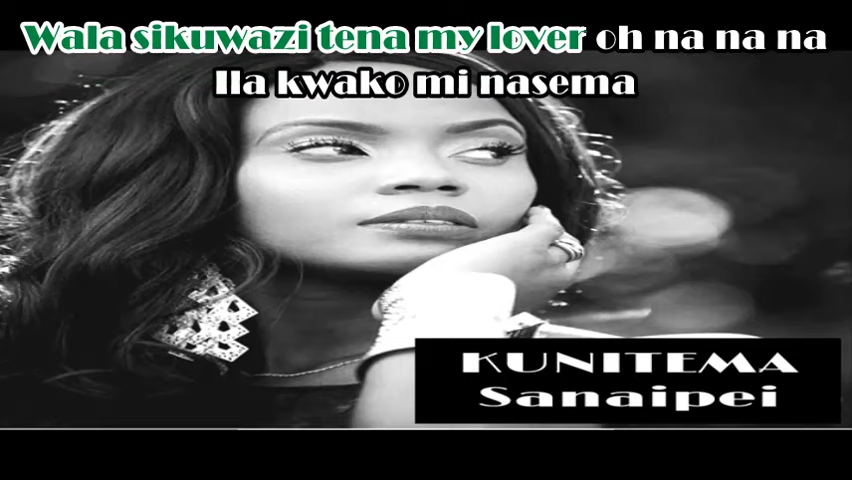 Wala sikuwazi tena my lover oh na na na
Ila kwako mi nasema
KUNITEMA
Sanaipei